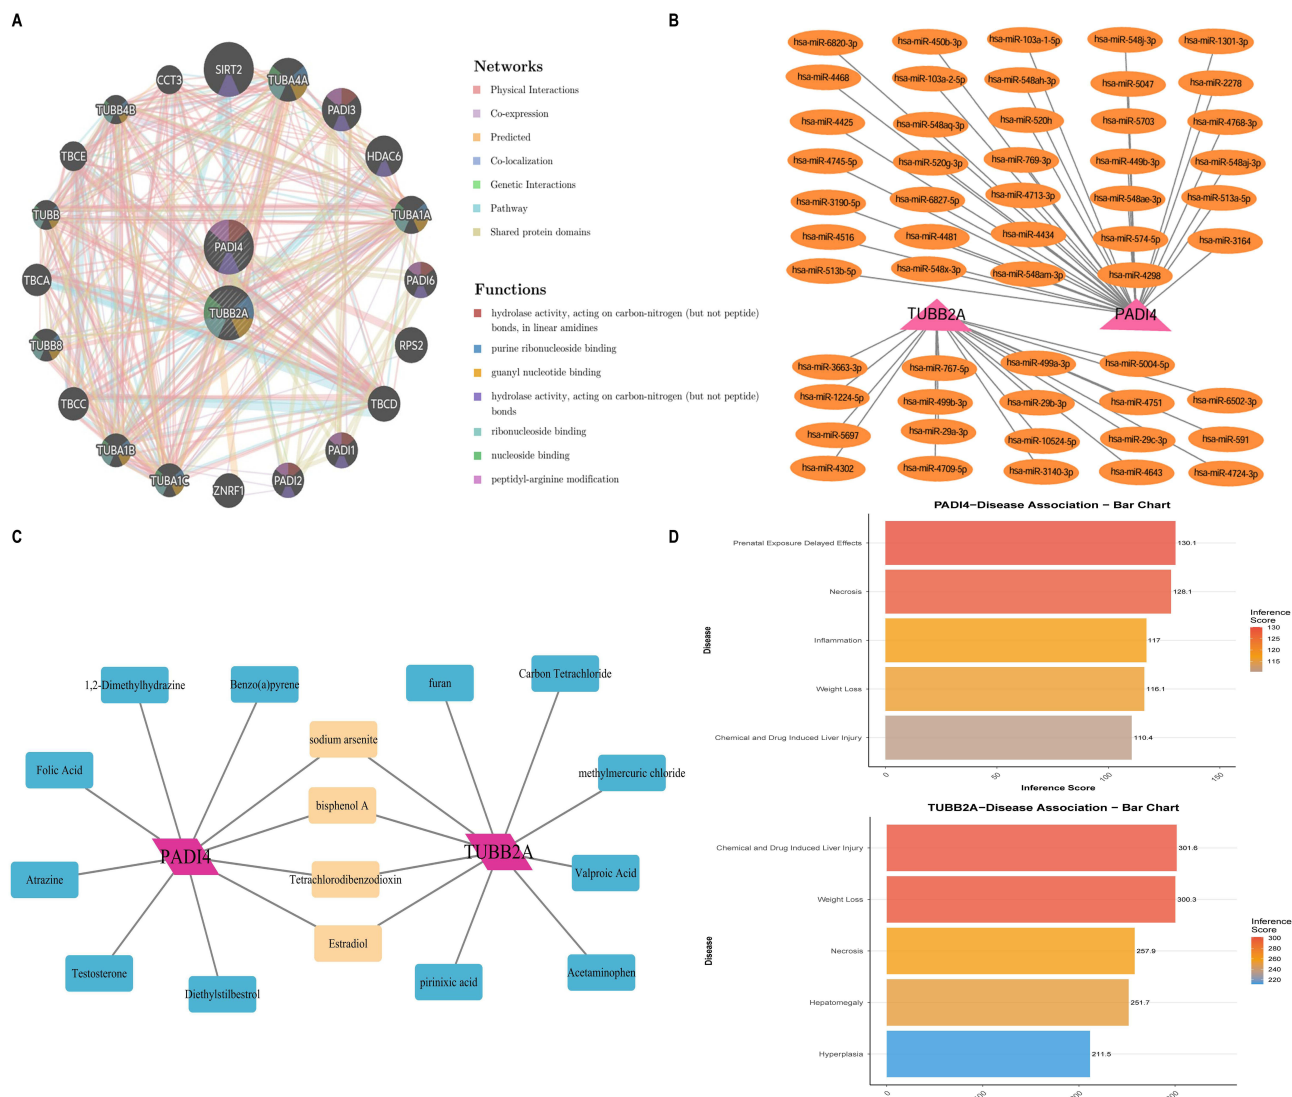 A
SIRT2
TUBA4A
PADI3
HDAC6
TUBA1A
PADI6
RPS2
TBCD
PADI1
PADI2
ZNRF1
TUBA1C
TUBA1B
TBCC
TUBB8
TBCA
TUBB
TBCE
TUBB4B
CCT3
PADI4
TUBB2A
Networks
Physical Interactions
Co-expression
Predicted
Co-localization
Genetic Interactions
Pathway
Shared protein domains
Functions
hydrolase activity, acting on carbon-nitrogen (but not peptide)
bonds, in linear amidines
purine ribonucleoside binding
guanyl nucleotide binding
hydrolase activity, acting on carbon-nitrogen (but not peptide)
bonds
ribonucleoside binding
nucleoside binding
peptidyl-arginine modification
B
hsa-miR-6820-3p
hsa-miR-450b-3p
hsa-miR-103a-1-5p
hsa-miR-548j-3p
hsa-miR-1301-3p
hsa-miR-4468
hsa-miR-103a-2-5p
hsa-miR-548ah-3p
hsa-miR-5047
hsa-miR-2278
hsa-miR-4425
hsa-miR-548aq-3p
hsa-miR-520h
hsa-miR-5703
hsa-miR-4768-3p
hsa-miR-4745-5p
hsa-miR-520g-3p
hsa-miR-769-3p
hsa-miR-449b-3p
hsa-miR-548aj-3p
hsa-miR-3190-5p
hsa-miR-6827-5p
hsa-miR-4713-3p
hsa-miR-548ae-3p
hsa-miR-513a-5p
hsa-miR-4516
hsa-miR-4481
hsa-miR-4434
hsa-miR-574-5p
hsa-miR-3164
hsa-miR-513b-5p
hsa-miR-548x-3p
hsa-miR-548am-3p
hsa-miR-4298
TUBB2A
PADI4
hsa-miR-3663-3p
hsa-miR-767-5p
hsa-miR-499a-3p
hsa-miR-5004-5p
hsa-miR-1224-5p
hsa-miR-499b-3p
hsa-miR-29b-3p
hsa-miR-4751
hsa-miR-6502-3p
hsa-miR-5697
hsa-miR-29a-3p
hsa-miR-10524-5p
hsa-miR-29c-3p
hsa-miR-591
hsa-miR-4302
hsa-miR-4709-5p
hsa-miR-3140-3p
hsa-miR-4643
hsa-miR-4724-3p
C
1,2-Dimethylhydrazine
Benzo(a)pyrene
furan
Carbon Tetrachloride
sodium arsenite
Folic Acid
methylmercuric chloride
bisphenol A
PADI4
TUBB2A
Atrazine
Tetrachlorodibenzodioxin
Valproic Acid
Estradiol
Testosterone
Diethylstilbestrol
pirinixic acid
Acetaminophen
D
PADI4−Disease Association − Bar Chart
Disease
Prenatal Exposure Delayed Effects
130.1
Necrosis
128.1
Inflammation
117
Weight Loss
116.1
Chemical and Drug Induced Liver Injury
110.4
0
50
100
150
Inference Score
Inference
Score
130
125
120
115
TUBB2A−Disease Association − Bar Chart
Disease
Chemical and Drug Induced Liver Injury
301.6
Weight Loss
300.3
Necrosis
257.9
Hepatomegaly
251.7
Hyperplasia
211.5
0
Inference
Score
300
280
260
240
220